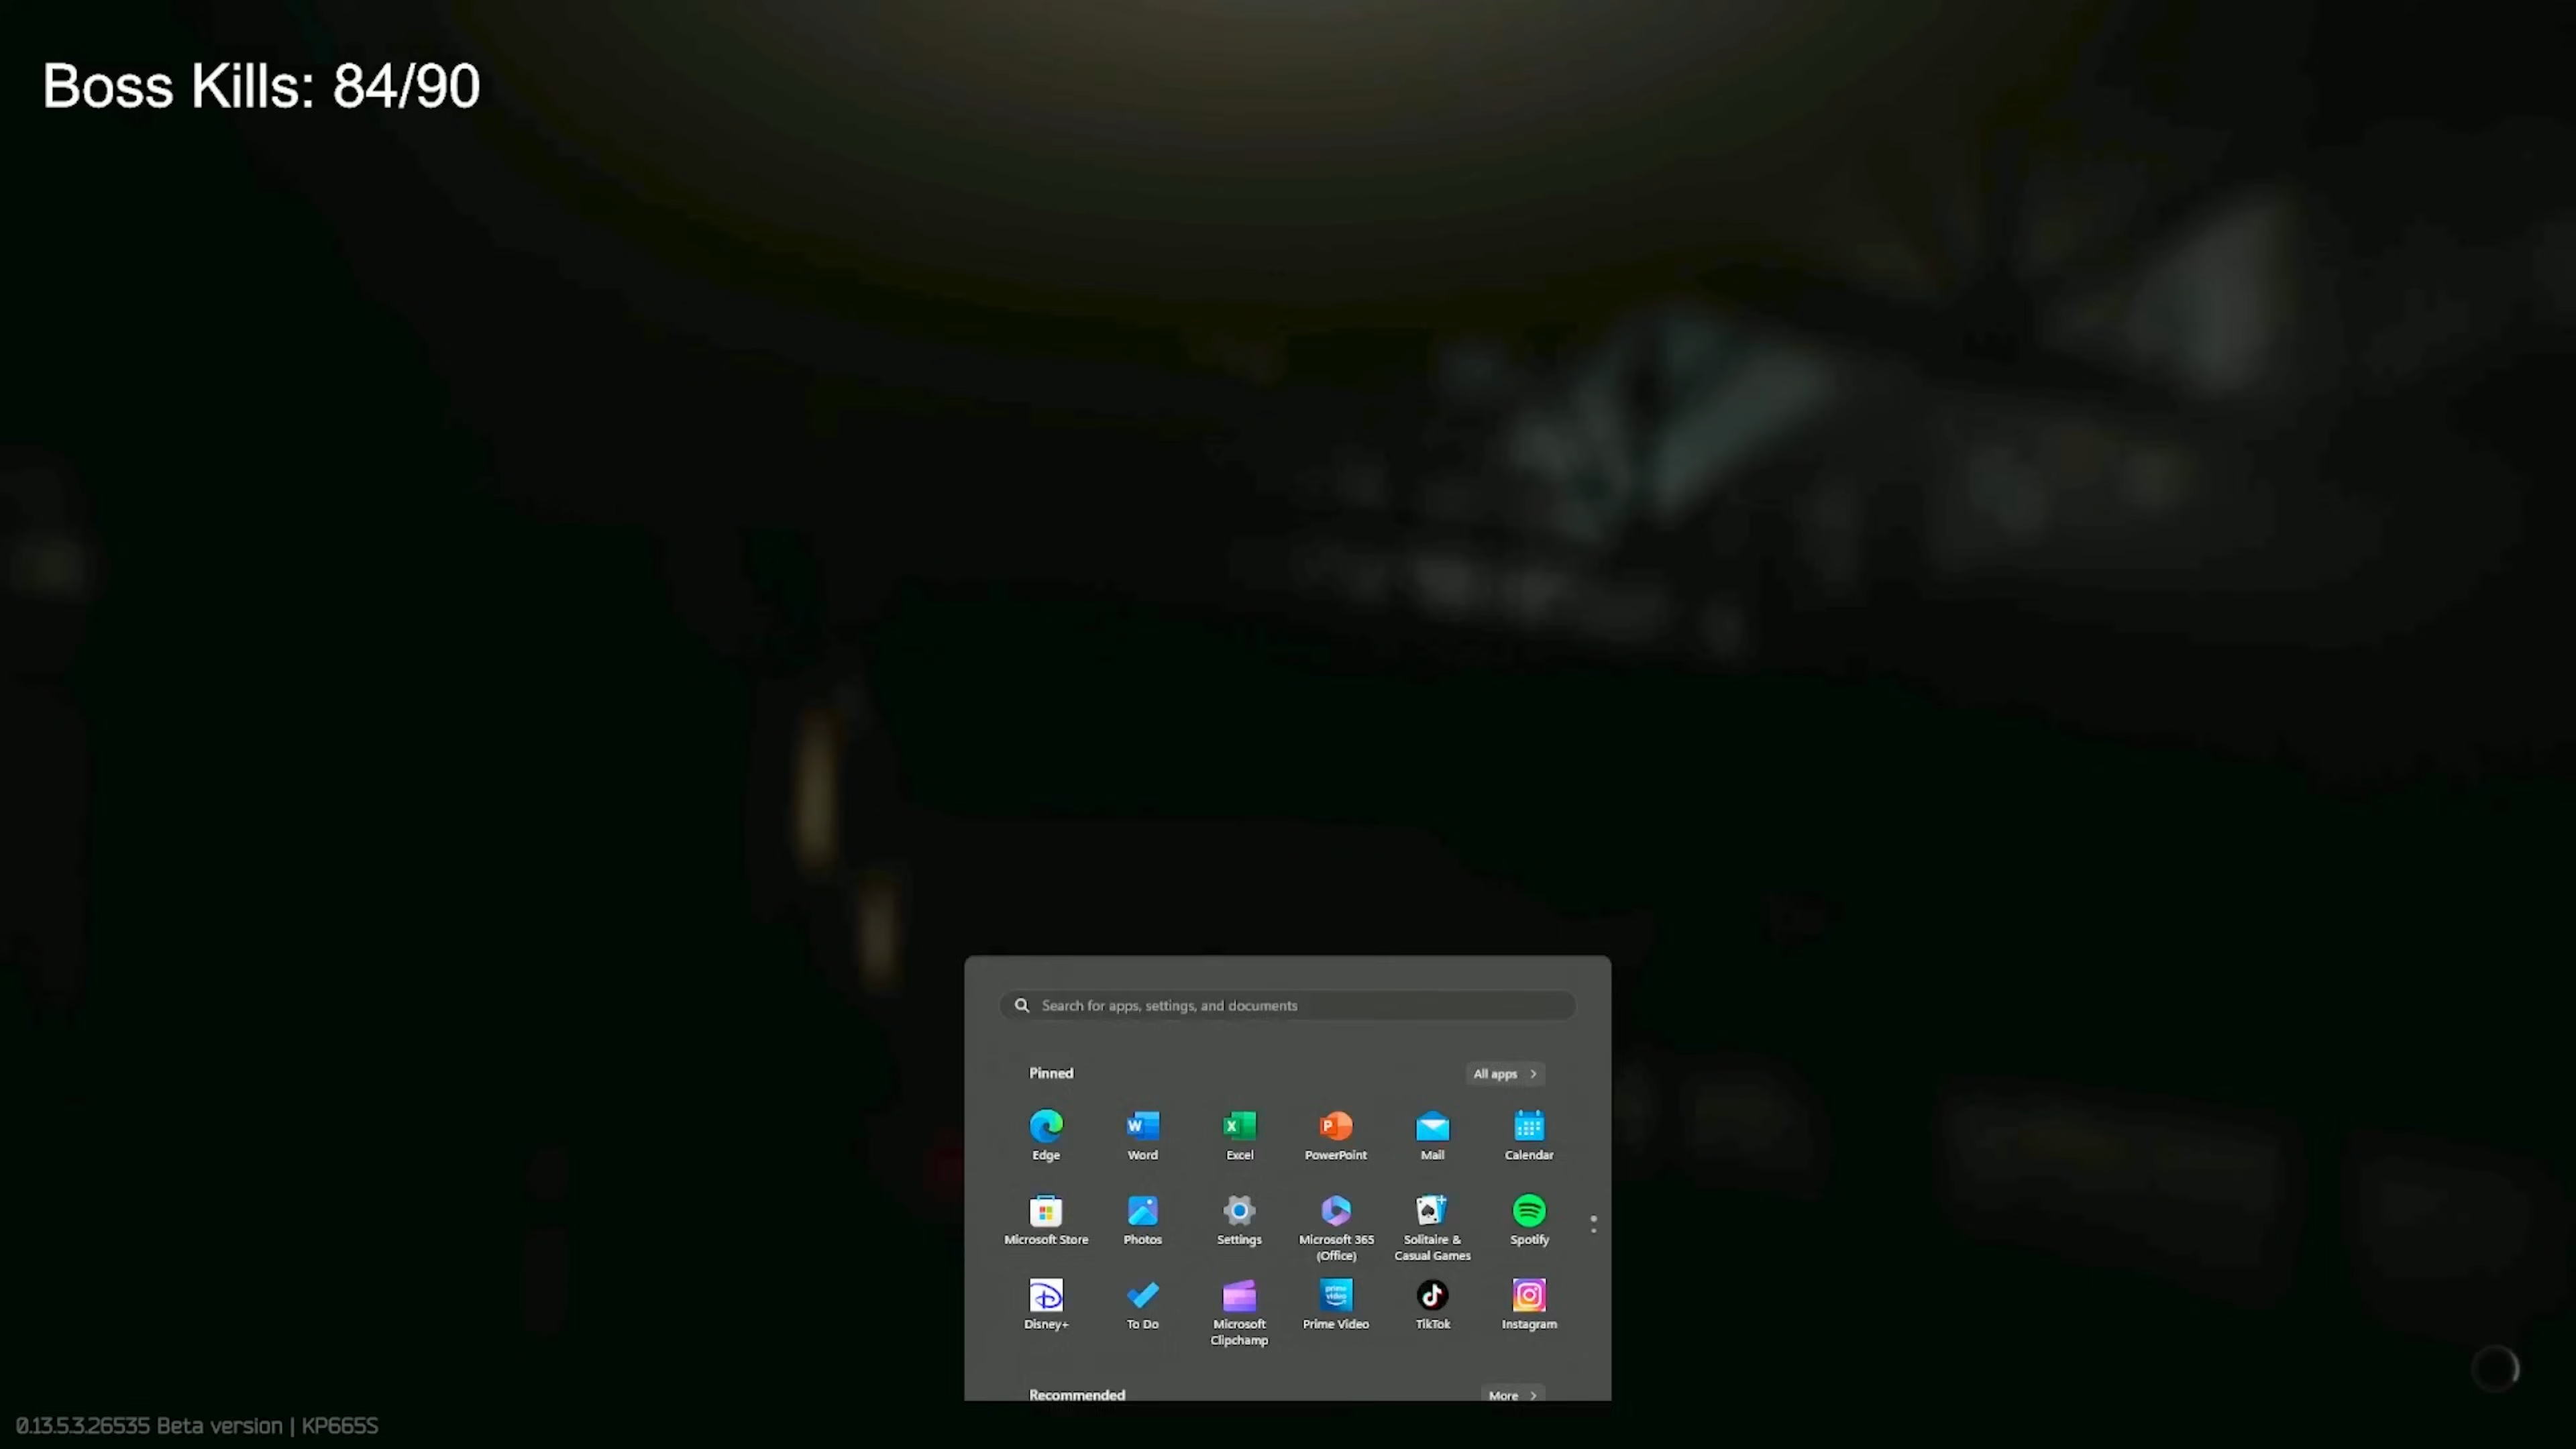 Boss Kills: 84/90
Search for apps, settings, and documents
Pinned
All apps
Edge
Word
Excel
PowerPoint
Mail
Calendar
Microsoft Store
Photos
Settings
Microsoft 365
(Office)
Solitaire &
Casual Games
Spotify
Disney+
To Do
Microsoft
Clipchamp
prime
video
Prime Video
TikTok
Instagram
Recommended
More
0.13.5.3.26535 Beta version | KP665S